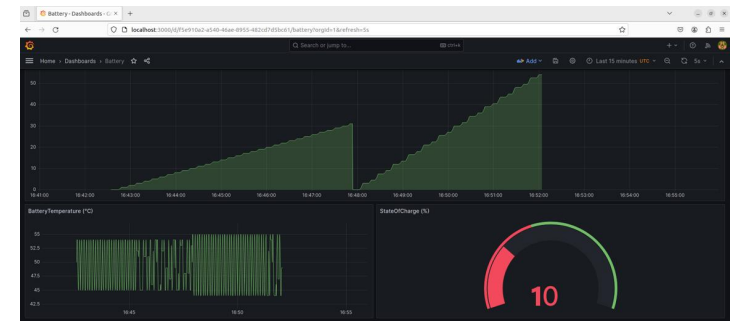 Battery - Dashboards - G
localhost:3000/d/f5e910a2-a540-46ae-8953-482cd7d5bc61/battery?orgId=1&refresh=5s
Search or jump to...
ctrl+k
Home › Dashboards › Battery
Add
Last 15 minutes UTC
5s
50
40
30
20
10
0
16:41:00 16:42:00 16:43:00 16:44:00 16:45:00 16:46:00 16:47:00 16:48:00 16:49:00 16:50:00 16:51:00 16:52:00 16:53:00 16:54:00 16:55:00
BatteryTemperature (°C)
55
52.5
50
47.5
45
42.5
16:45 16:50 16:55
StateOfCharge (%)
10